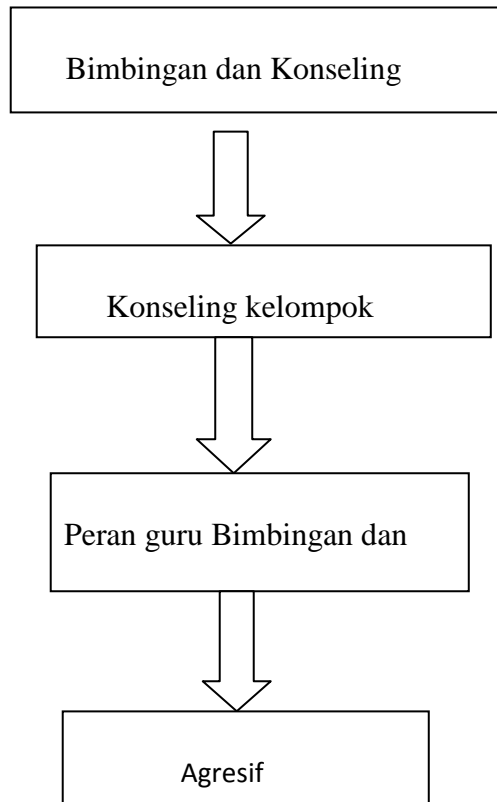 Bimbingan dan Konseling
Konseling kelompok
Peran guru Bimbingan dan
Agresif